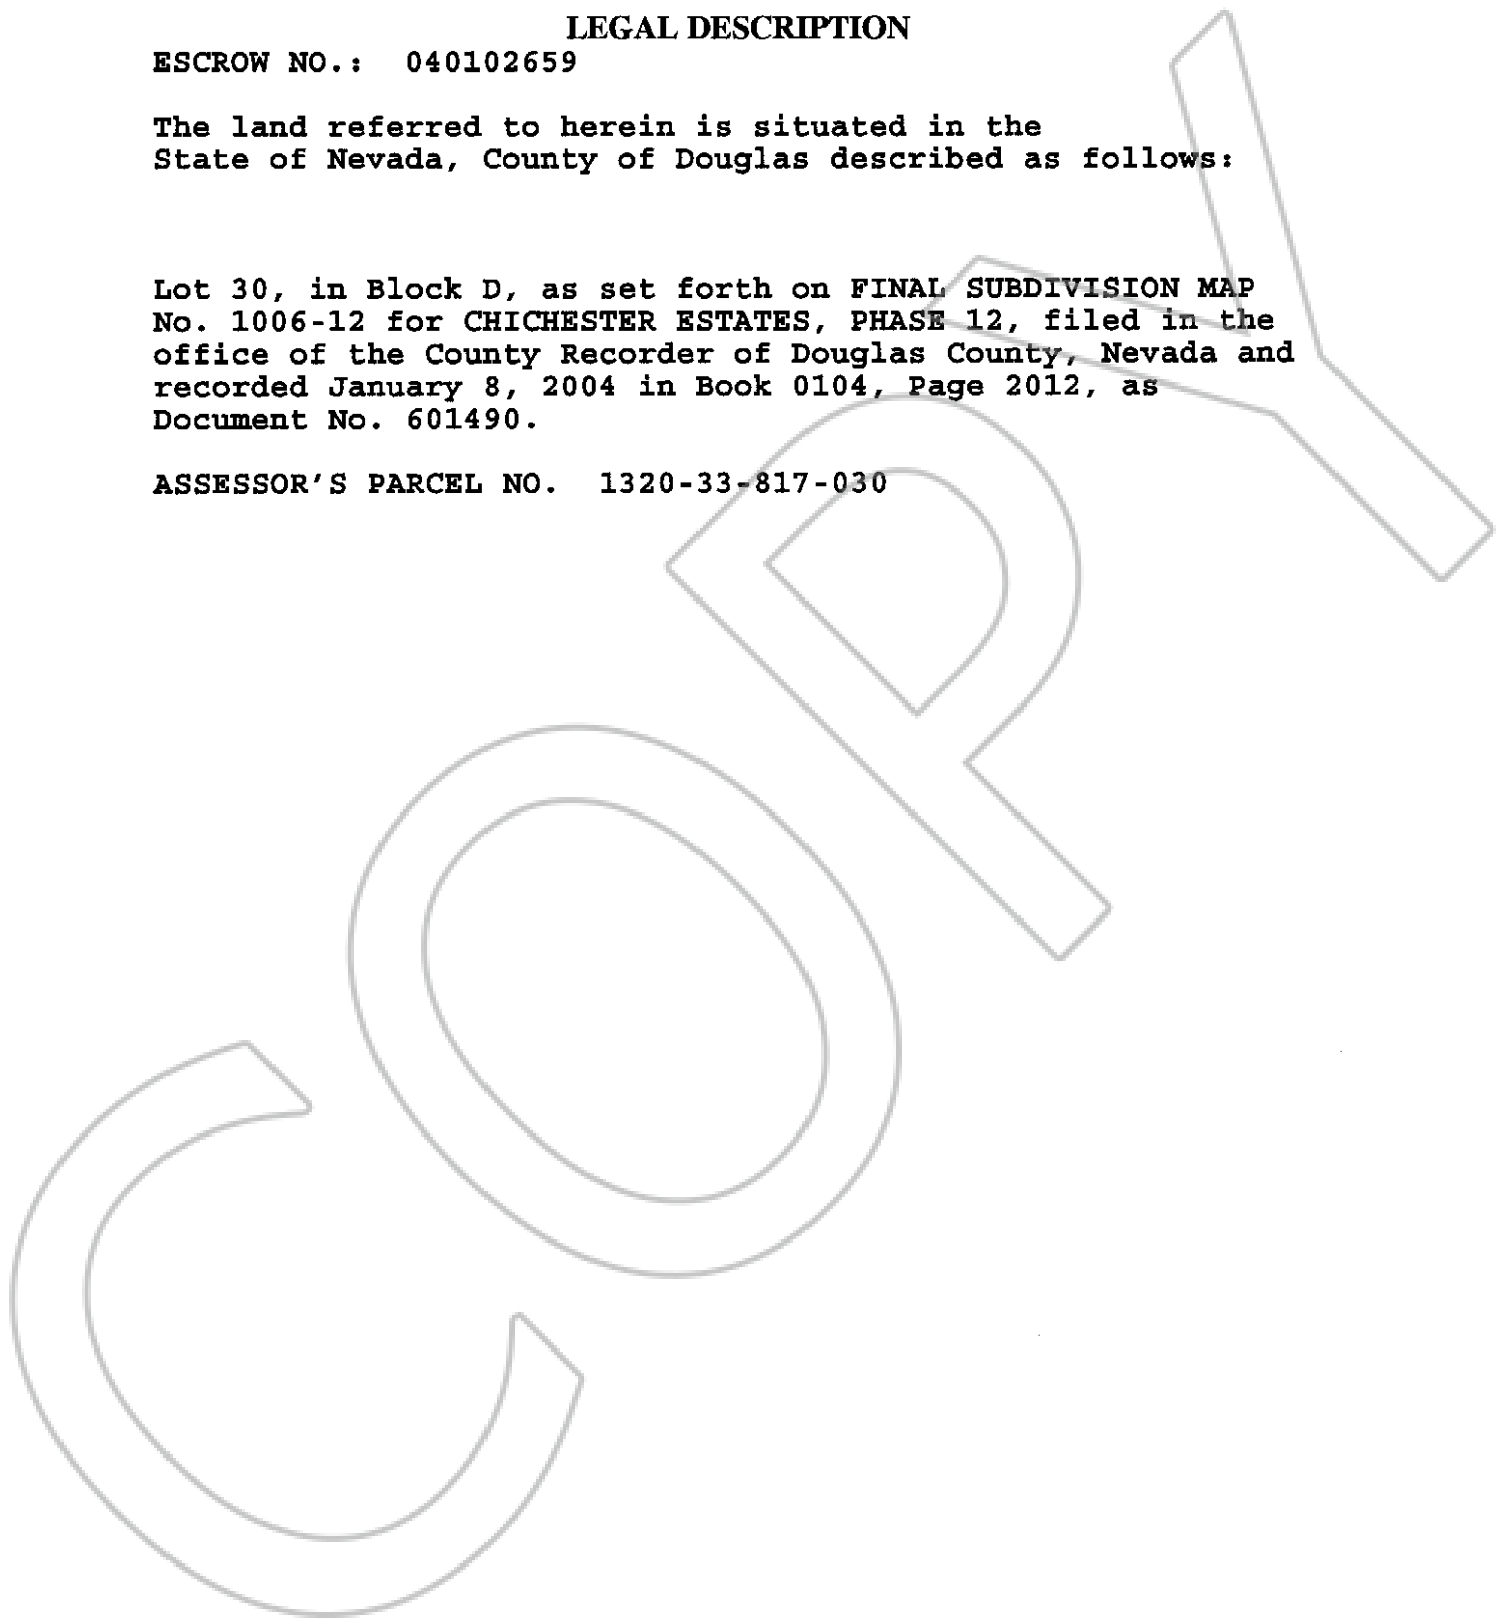 LEGAL DESCRIPTION
ESCROW NO.: 040102659
The land referred to herein is situated in the
State of Nevada, County of Douglas described as follows:
Lot 30, in Block D, as set forth on FINAL SUBDIVISION MAP
No. 1006-12 for CHICHESTER ESTATES, PHASE 12, filed in the
office of the County Recorder of Douglas County, Nevada and
recorded January 8, 2004 in Book 0104, Page 2012, as
Document No. 601490.
ASSESSOR'S PARCEL NO. 1320-33-817-030
COPY